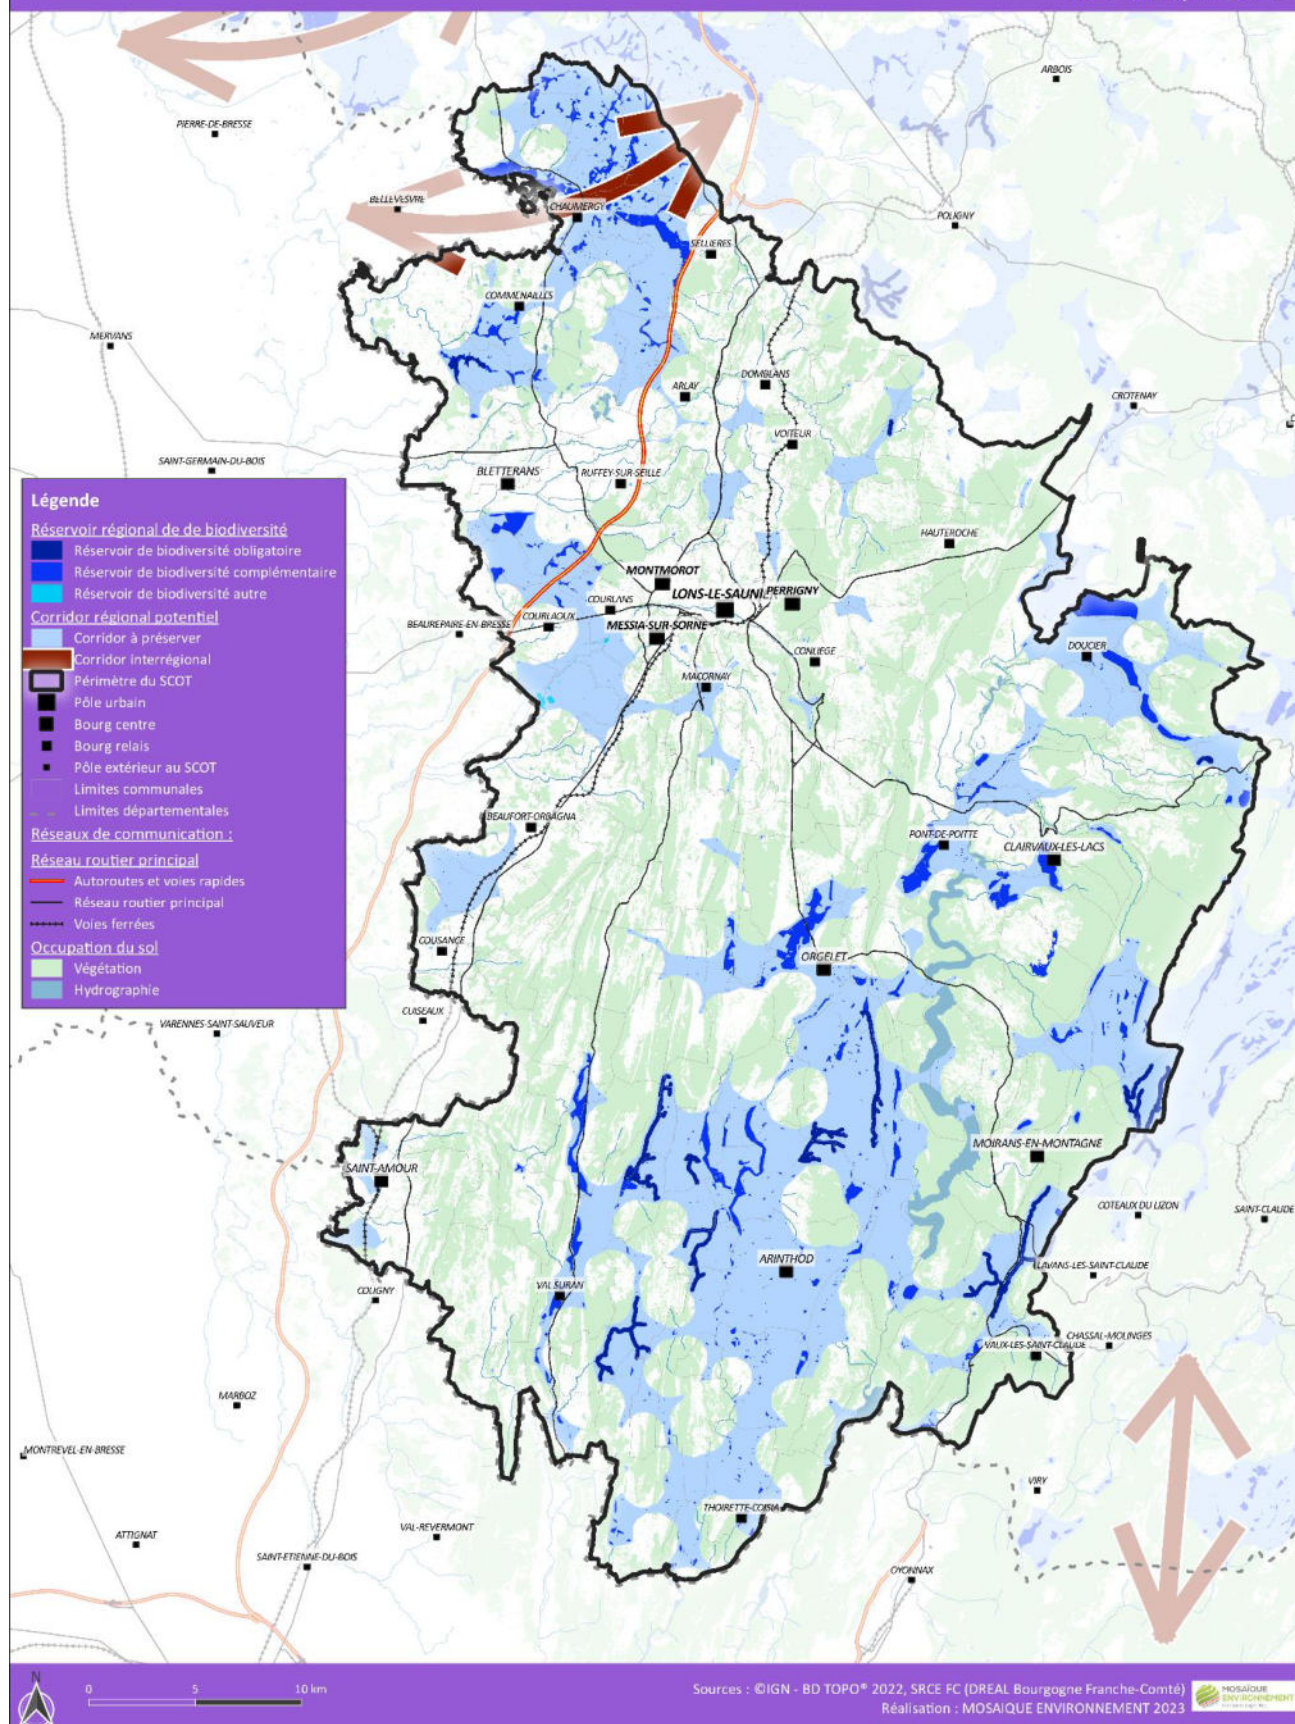 ARBOIS
PIERRE-DE-BRESSE
BELLEVESVRE
CHAUMERGY
POLIGNY
SELLIERES
COMMENAILLES
MERVANS
DOMBLANS
ARLAY
CROTENAY
VOITEUR
SAINT-GERMAIN-DU-BOIS
BLETTERANS
RUFFEY-SUR-SEILLE
HAUTEROCHE
MONTMOROT
LONS-LE-SAUNI
PERRIGNY
COURLANS
COURLAOUX
BEAUREPAIRE-EN-BRESSE
MESSIA-SUR-SORNE
DOUCIER
CONLIEGE
MACORNAY
BEAUFORT-ORBAGNA
PONT-DE-POITTE
CLAIRVAUX-LES-LACS
COUSANCE
ORGELET
CUISEAUX
VARENNES-SAINT-SAUVEUR
MOIRANS-EN-MONTAGNE
SAINT-AMOUR
COTEAUX DU LIZON
SAINT-CLAUDE
ARINTHOD
LAVANS-LES-SAINT-CLAUDE
VAL SURAN
COLIGNY
CHASSAL-MOLINGES
VAUX-LES-SAINT-CLAUDE
MARBOZ
MONTREVEL-EN-BRESSE
VIRY
THOIRETTE-COISIA
VAL-REVERMONT
ATTIGNAT
SAINT-ETIENNE-DU-BOIS
OYONNAX
Légende
Réservoir régional de de biodiversité
Réservoir de biodiversité obligatoire
Réservoir de biodiversité complémentaire
Réservoir de biodiversité autre
Corridor régional potentiel
Corridor à préserver
Corridor interrégional
Périmètre du SCOT
Pôle urbain
Bourg centre
Bourg relais
Pôle extérieur au SCOT
Limites communales
Limites départementales
Réseaux de communication :
Réseau routier principal
Autoroutes et voies rapides
Réseau routier principal
Voies ferrées
Occupation du sol
Végétation
Hydrographie
N
0 5 10 km
Sources : ©IGN - BD TOPO® 2022, SRCE FC (DREAL Bourgogne Franche-Comté)
Réalisation : MOSAIQUE ENVIRONNEMENT 2023
MOSAÏQUE
ENVIRONNEMENT